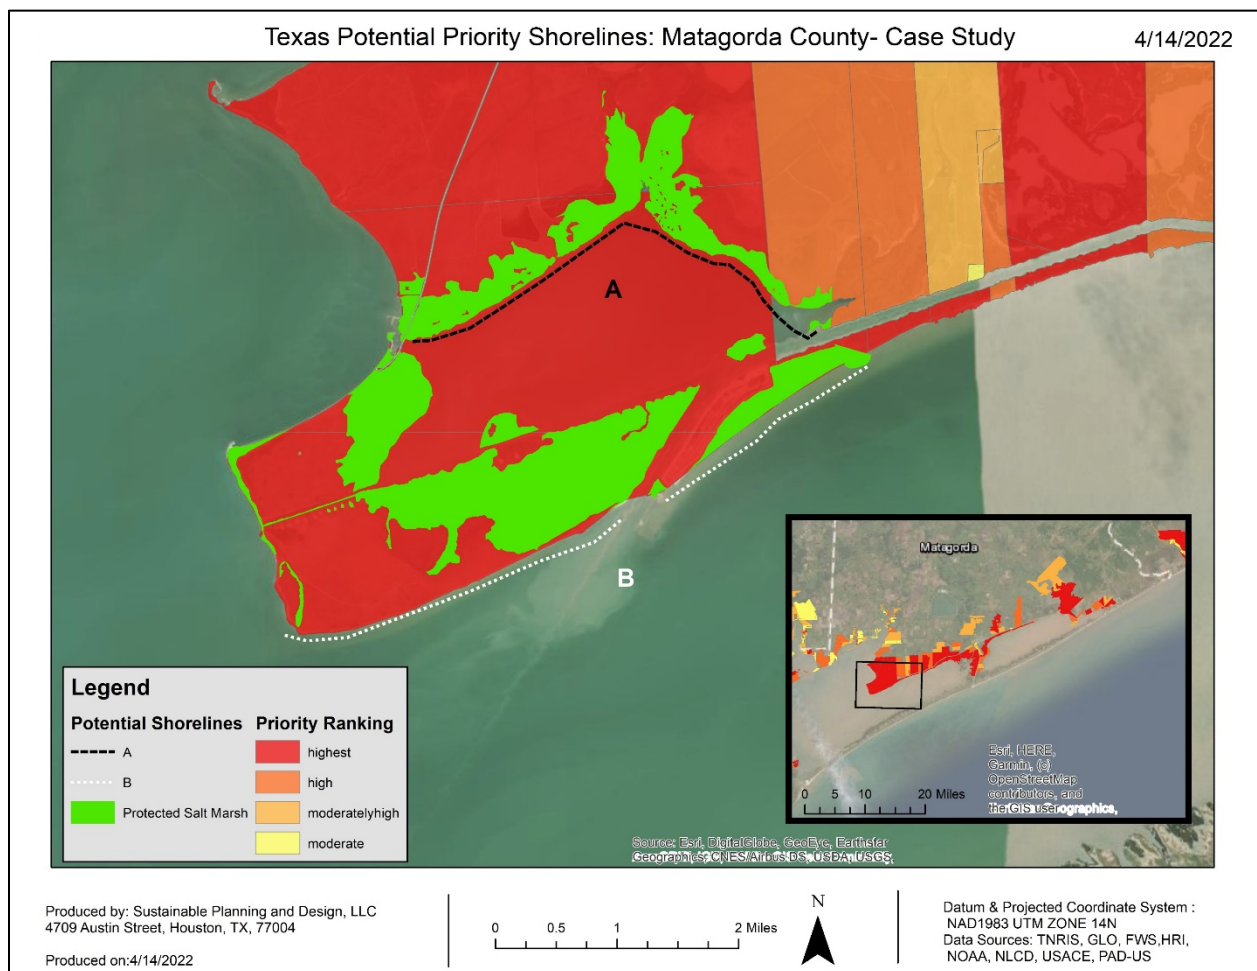 Texas Potential Priority Shorelines: Matagorda County- Case Study
4/14/2022
A
B
Matagorda
Esri, HERE,
Garmin, (c)
OpenStreetMap
contributors, and
the GIS user
0 5 10 20 Miles
Legend
Potential Shorelines
A
B
Protected Salt Marsh
Priority Ranking
highest
high
moderatelyhigh
moderate
Source: Esri, DigitalGlobe, GeoEye, Earthstar
Geographics, CNES/Airbus DS, USDA, USGS,
Produced by: Sustainable Planning and Design, LLC
4709 Austin Street, Houston, TX, 77004
Produced on:4/14/2022
0 0.5 1 2 Miles
N
Datum & Projected Coordinate System :
NAD1983 UTM ZONE 14N
Data Sources: TNRIS, GLO, FWS,HRI,
NOAA, NLCD, USACE, PAD-US